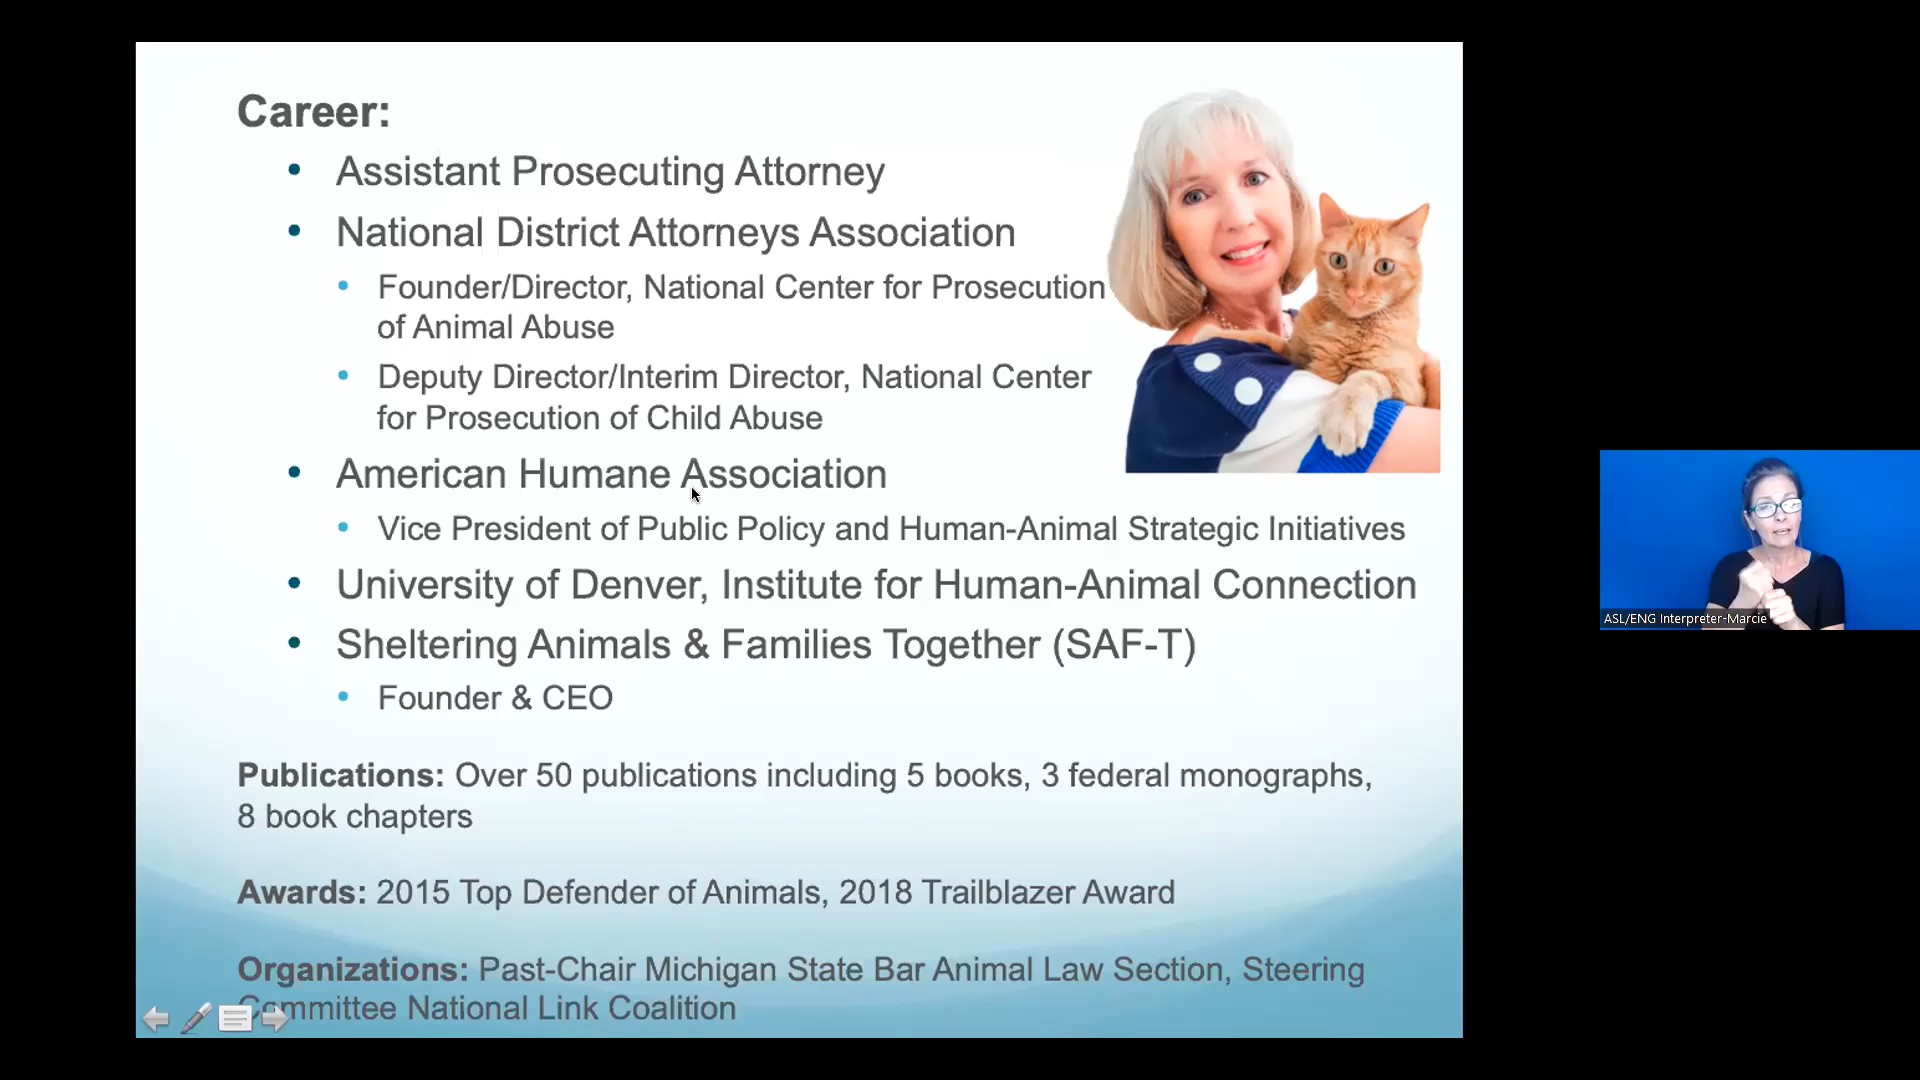 Career:
• Assistant Prosecuting Attorney
• National District Attorneys Association
• Founder/Director, National Center for Prosecution
of Animal Abuse
• Deputy Director/Interim Director, National Center
for Prosecution of Child Abuse
• American Humane Association
• Vice President of Public Policy and Human-Animal Strategic Initiatives
• University of Denver, Institute for Human-Animal Connection
• Sheltering Animals & Families Together (SAF-T)
• Founder & CEO
Publications: Over 50 publications including 5 books, 3 federal monographs,
8 book chapters
Awards: 2015 Top Defender of Animals, 2018 Trailblazer Award
Organizations: Past-Chair Michigan State Bar Animal Law Section, Steering
Committee National Link Coalition
ASL/ENG Interpreter-Marcie